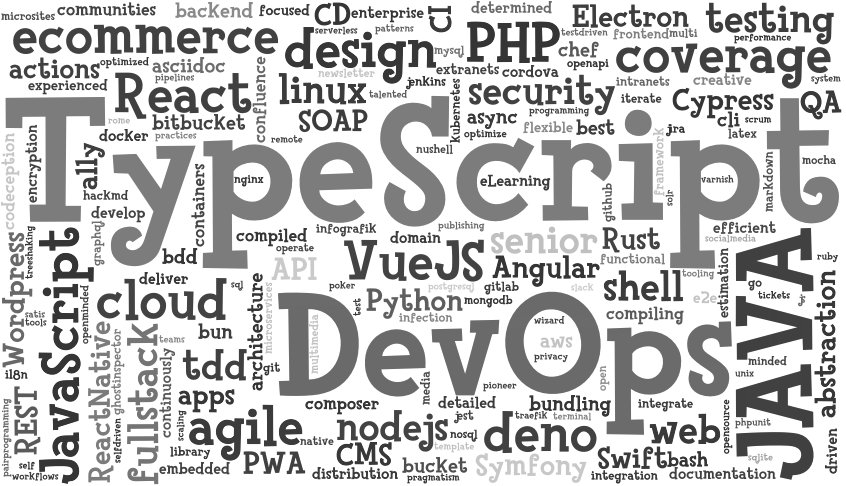 microsites
communities
backend
focused
CD
enterprise
serverless
patterns
CI
determined
Electron
testing
testdriven
frontend
multi
performance
ecommerce
design
mysql
PHP
chef
openapi
coverage
actions
optimized
asciidoc
pipelines
confluence
newsletter
extranets
cordova
intranets
creative
system
experienced
React
linux
talented
jenkins
kubernetes
security
programming
iterate
Cypress
QA
rome
bitbucket
SOAP
async
flexible
best
jra
cli
scrum
latex
docker
practices
remote
optimize
nushell
framework
markdown
mocha
codeception
encryption
a11y
TypeScript
nginx
eLearning
github
solr
varnish
hackmd
containers
develop
graphql
infografik
publishing
efficient
socialmedia
Wordpress
treeshaking
JavaScript
compiled
operate
domain
senior
Rust
functional
bdd
API
VueJS
Angular
tooling
estimation
JAVA
ruby
go
tickets
deliver
sql
architecture
microservices
poker
postgresql
gitlab
slack
shell
e2e
abstraction
cloud
openminded
satis
tools
test
Python
mongodb
compiling
infection
bun
multimedia
DevOps
wizard
aws
privacy
teams
i18n
ReactNative
ghostinspector
fullstack
continuously
tdd
git
minded
unix
pioneer
open
media
apps
composer
detailed
bundling
integrate
opensource
pairprogramming
REST
selfdriven
scaling
agile
native
nodejs
jest
nosql
traefik
terminal
deno
web
phpunit
sqlite
driven
template
library
embedded
PWA
CMS
distribution
bucket
pragmatism
Symfony
Swift
bash
integration
documentation
self
workflows